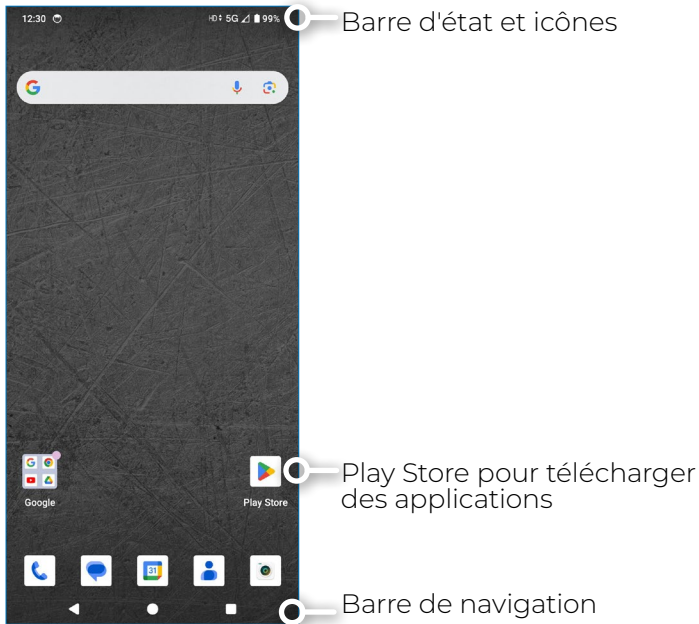 12:30 HD 5G 99%
Barre d'état et icônes
Google
Play Store
Play Store pour télécharger
des applications
31
Barre de navigation